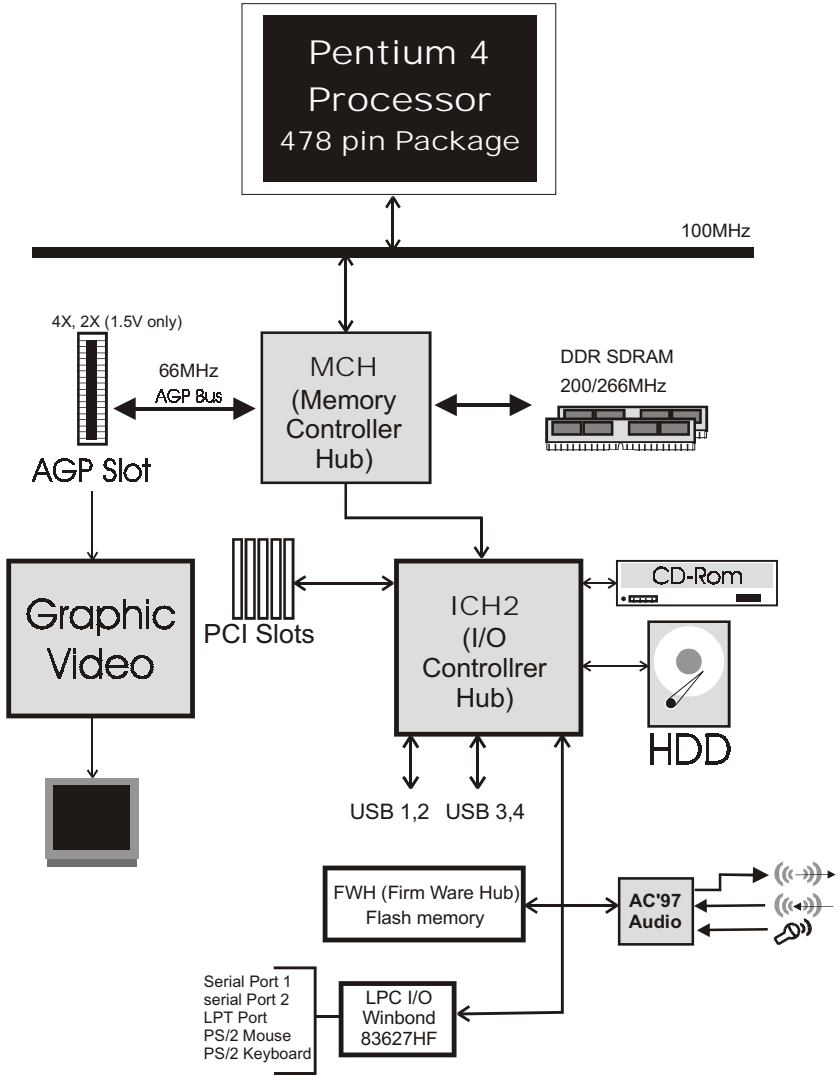 Pentium 4
Processor
478 pin Package
100MHz
4X, 2X (1.5V only)
66MHz
AGP Bus
AGP Slot
MCH
(Memory
Controller
Hub)
DDR SDRAM
200/266MHz
Graphic
Video
PCI Slots
ICH2
(I/O
Controllrer
Hub)
CD-Rom
HDD
USB 1,2
USB 3,4
FWH (Firm Ware Hub)
Flash memory
AC'97
Audio
Serial Port 1
serial Port 2
LPT Port
PS/2 Mouse
PS/2 Keyboard
LPC I/O
Winbond
83627HF